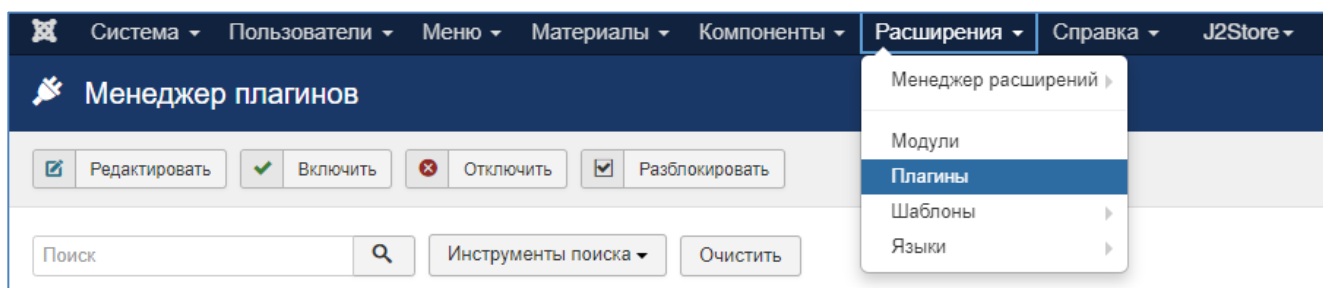 Система Пользователи Меню Материалы Компоненты Расширения Справка J2Store
Менеджер плагинов
Менеджер расширений
Модули
Плагины
Шаблоны
Языки
Редактировать Включить Отключить Разблокировать
Поиск Инструменты поиска Очистить